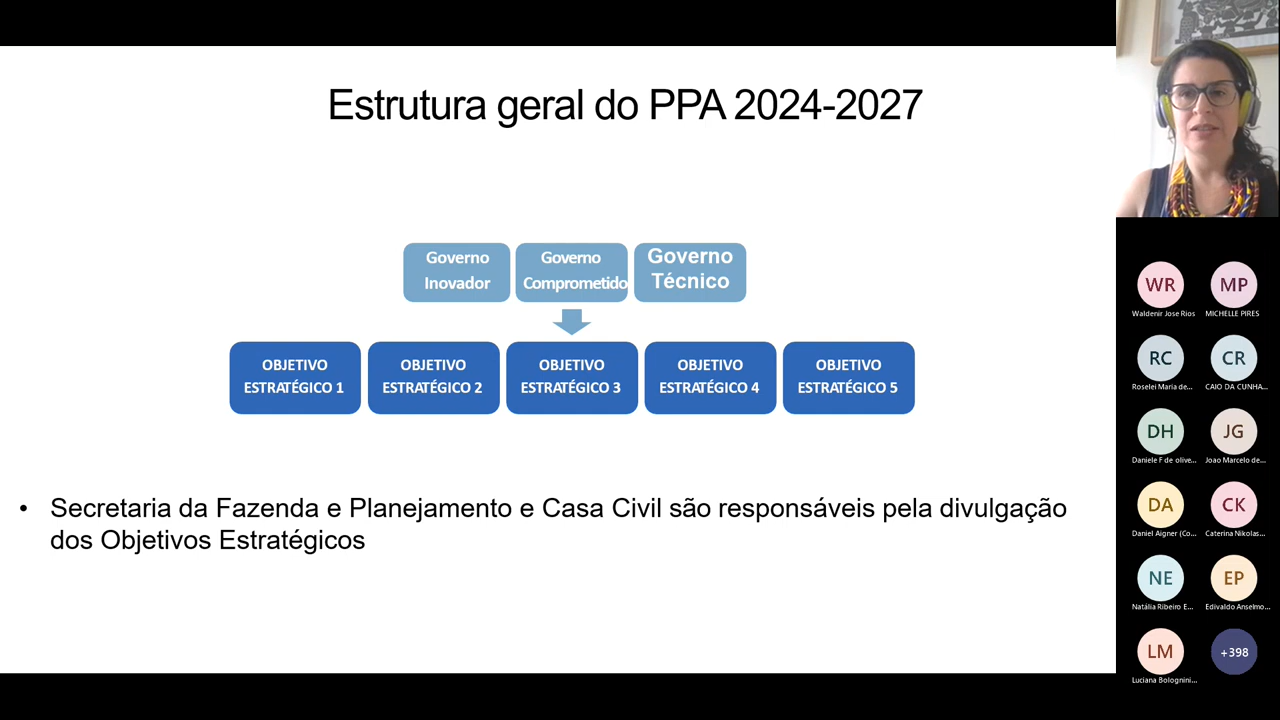 Estrutura geral do PPA 2024-2027
Governo
Inovador
Governo
Comprometido
Governo
Técnico
OBJETIVO
ESTRATÉGICO 1
OBJETIVO
ESTRATÉGICO 2
OBJETIVO
ESTRATÉGICO 3
OBJETIVO
ESTRATÉGICO 4
OBJETIVO
ESTRATÉGICO 5
• Secretaria da Fazenda e Planejamento e Casa Civil são responsáveis pela divulgação
dos Objetivos Estratégicos
WR
Waldenir Jose Rios
MP
MICHELLE PIRES
RC
Roselei Maria de...
CR
CAIO DA CUNHA...
DH
Daniele F de olive...
JG
Joao Marcelo de...
DA
Daniel Aigner (Co...
CK
Caterina Nikolas...
NE
Natália Ribeiro E...
EP
Edivaldo Anselmo...
LM
Luciana Bolognini...
+398